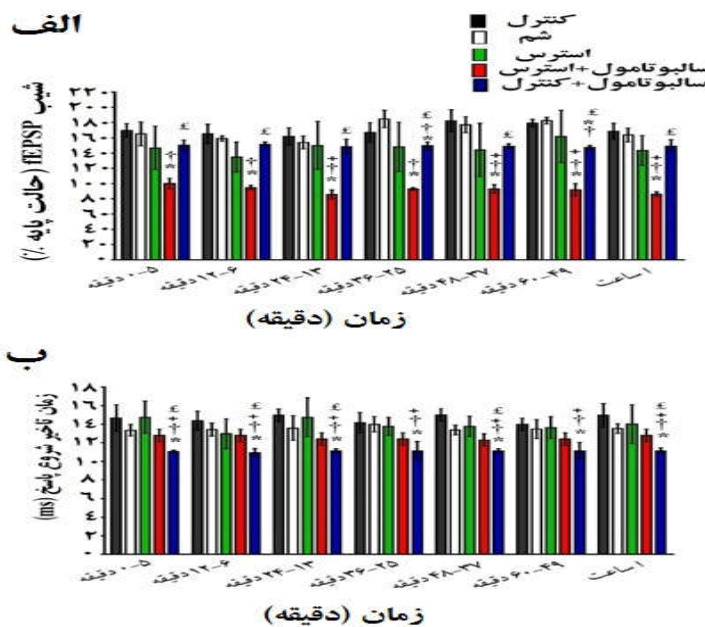 الف
کنترل
شم
استرس
سالبوتامول+استرس
سالبوتامول+کنترل
شیب fEPSP (حالت پایه %)
۲۲۰
۲۰۰
۱۸۰
۱۶۰
۱۴۰
۱۲۰
۱۰۰
۸۰
۶۰
۴۰
۲۰
۰
£ £ £ £ £ £ £
۰-۵ دقیقه
۶-۱۲ دقیقه
۱۳-۲۴ دقیقه
۲۵-۳۶ دقیقه
۳۷-۴۸ دقیقه
۴۹-۶۰ دقیقه
۱ ساعت
زمان (دقیقه)
ب
زمان تاخیر شروع پاسخ (ms)
۱۸
۱۶
۱۴
۱۲
۱۰
۸
۶
۴
۲
۰
۰-۵ دقیقه
۶-۱۲ دقیقه
۱۳-۲۴ دقیقه
۲۵-۳۶ دقیقه
۳۷-۴۸ دقیقه
۴۹-۶۰ دقیقه
۱ ساعت
زمان (دقیقه)